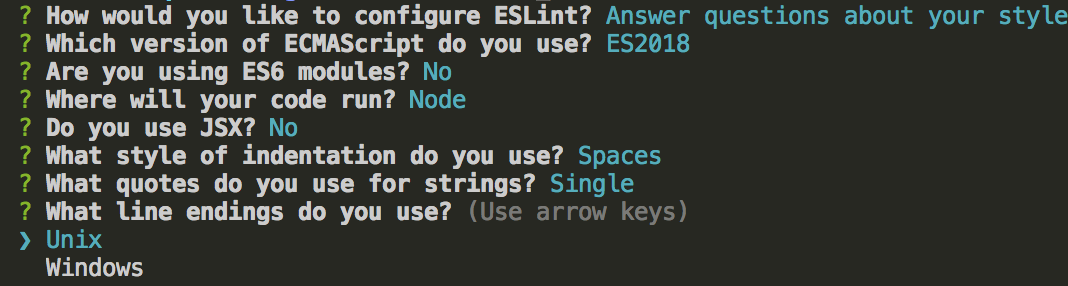 ? How would you like to configure ESLint? Answer questions about your style
? Which version of ECMAScript do you use? ES2018
? Are you using ES6 modules? No
? Where will your code run? Node
? Do you use JSX? No
? What style of indentation do you use? Spaces
? What quotes do you use for strings? Single
? What line endings do you use? (Use arrow keys)
❯ Unix
Windows